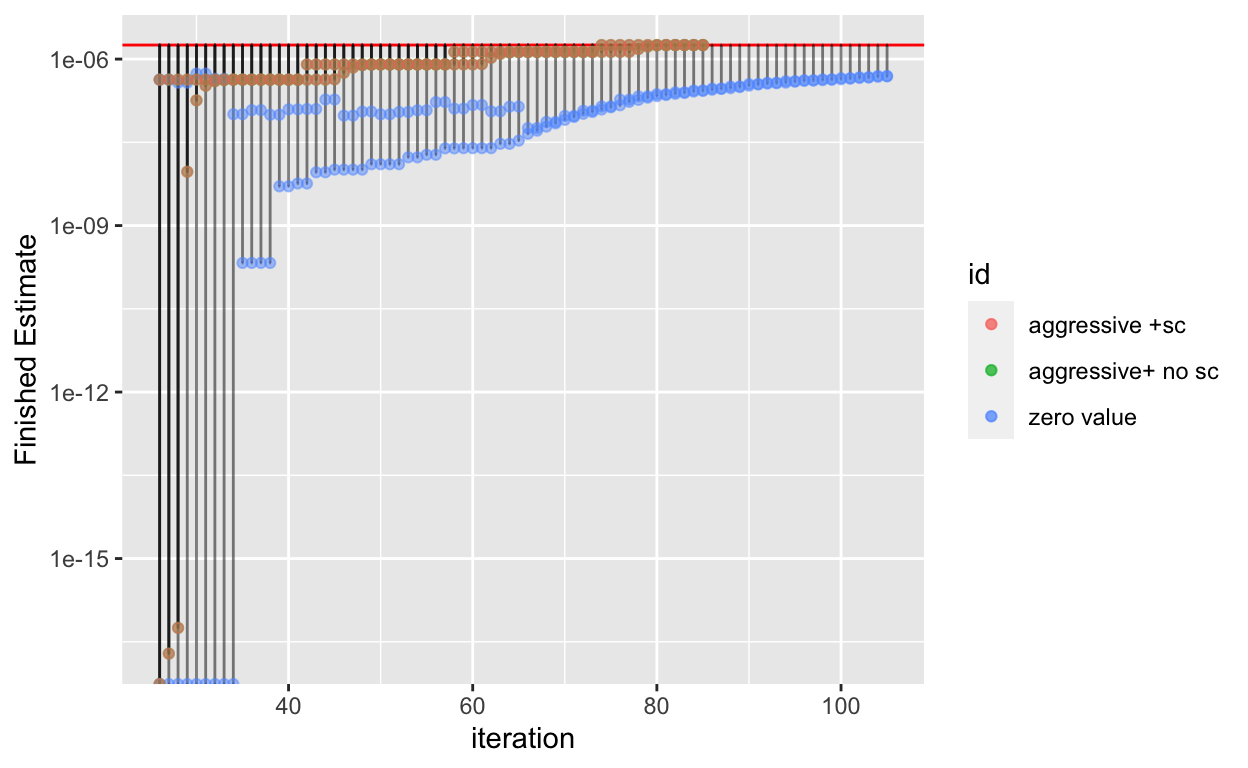 Finished Estimate
1e-06
1e-09
1e-12
1e-15
40 60 80 100
iteration
id
aggressive +sc
aggressive+ no sc
zero value